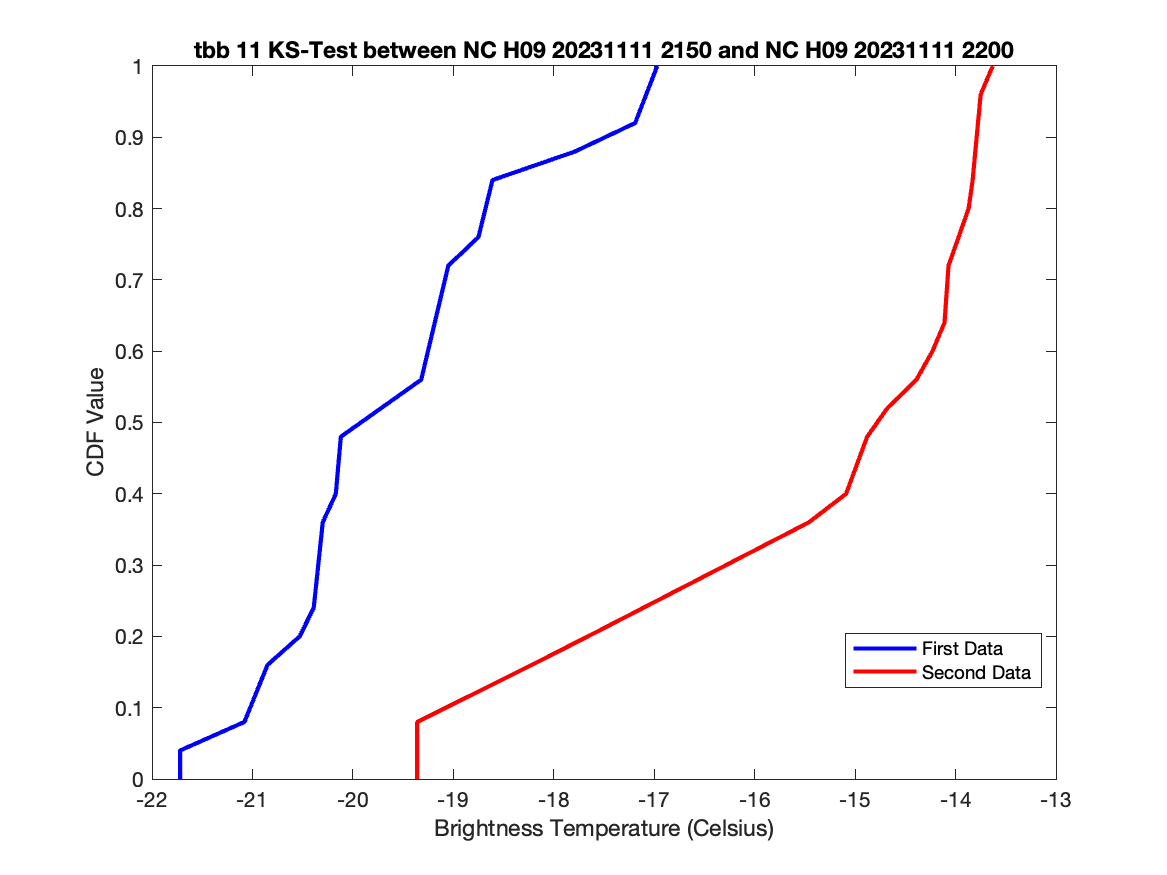 tbb 11 KS-Test between NC H09 20231111 2150 and NC H09 20231111 2200
1
0.9
0.8
0.7
0.6
0.5
0.4
0.3
0.2
0.1
0
CDF Value
First Data
Second Data
-22 -21 -20 -19 -18 -17 -16 -15 -14 -13
Brightness Temperature (Celsius)